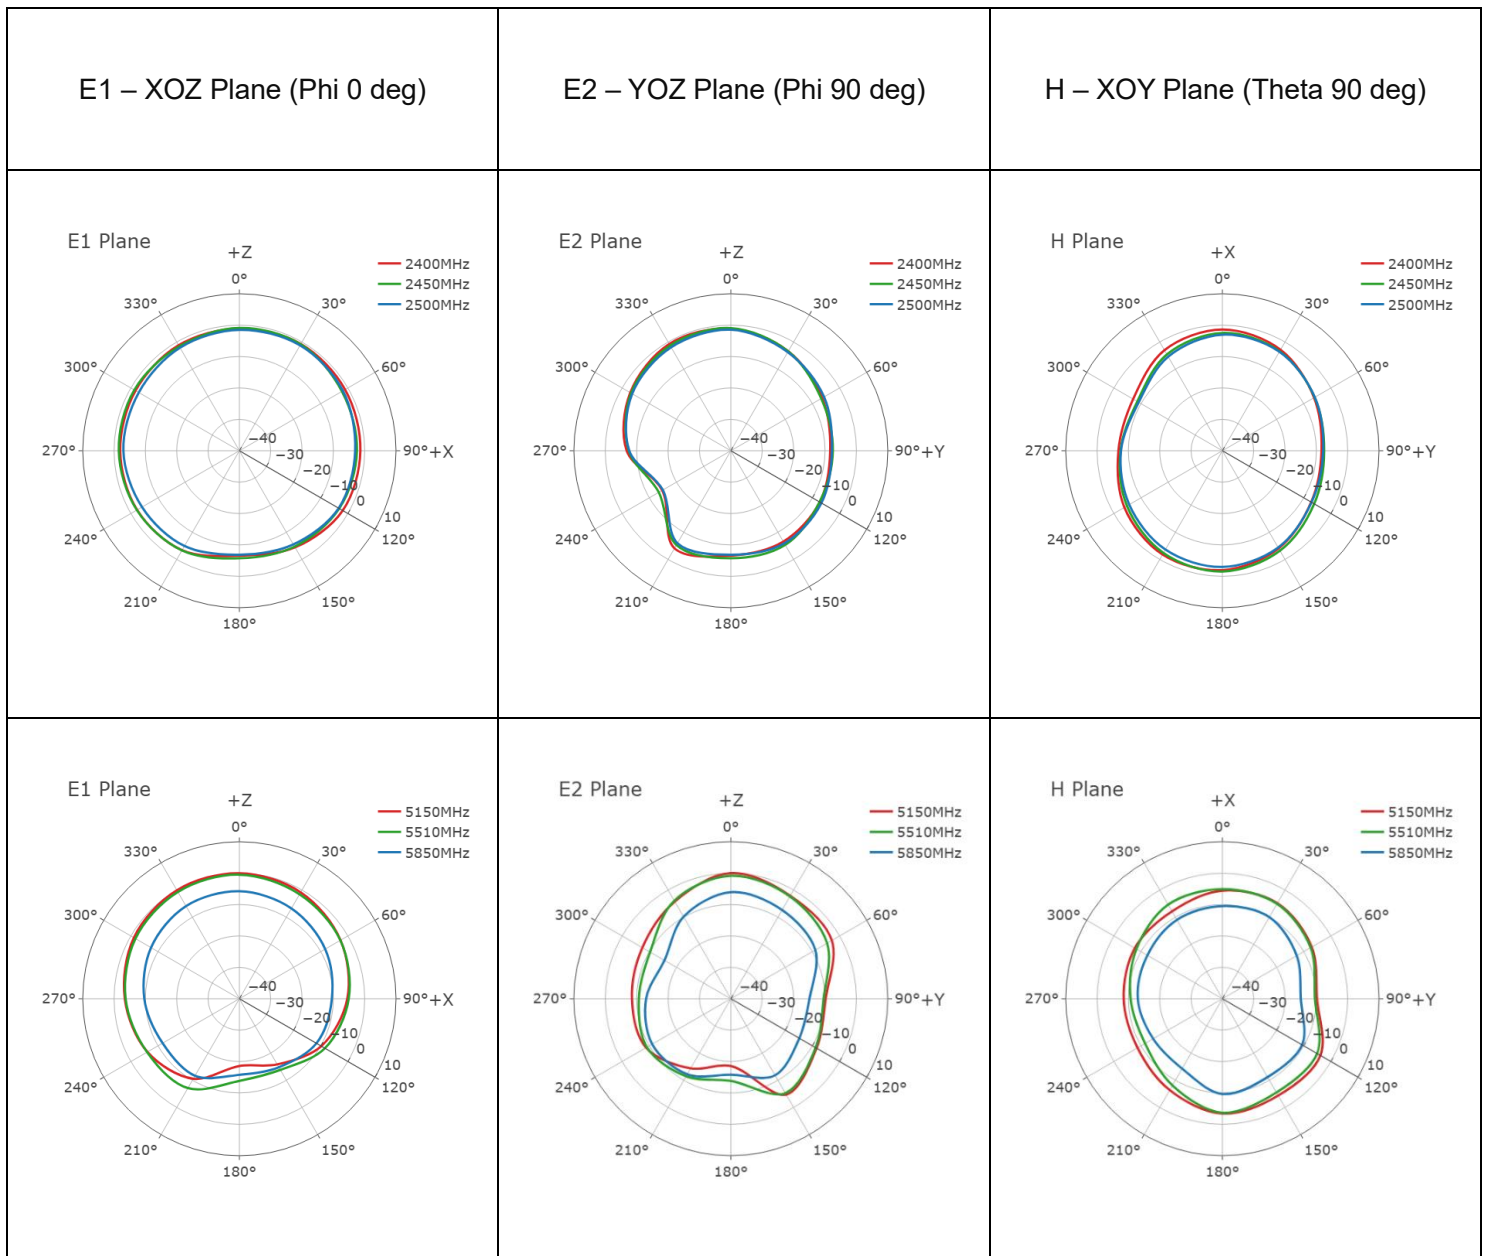 E1 – XOZ Plane (Phi 0 deg)
E2 – YOZ Plane (Phi 90 deg)
H – XOY Plane (Theta 90 deg)
E1 Plane
+Z
2400MHz
2450MHz
2500MHz
0°
30°
60°
90°+X
120°
150°
180°
210°
240°
270°
300°
330°
−40
−30
−20
−10
0
10
E2 Plane
+Z
2400MHz
2450MHz
2500MHz
0°
30°
60°
90°+Y
120°
150°
180°
210°
240°
270°
300°
330°
−40
−30
−20
−10
0
10
H Plane
+X
2400MHz
2450MHz
2500MHz
0°
30°
60°
90°+Y
120°
150°
180°
210°
240°
270°
300°
330°
−40
−30
−20
−10
0
10
E1 Plane
+Z
5150MHz
5510MHz
5850MHz
0°
30°
60°
90°+X
120°
150°
180°
210°
240°
270°
300°
330°
−40
−30
−20
−10
0
10
E2 Plane
+Z
5150MHz
5510MHz
5850MHz
0°
30°
60°
90°+Y
120°
150°
180°
210°
240°
270°
300°
330°
−40
−30
−20
−10
0
10
H Plane
+X
5150MHz
5510MHz
5850MHz
0°
30°
60°
90°+Y
120°
150°
180°
210°
240°
270°
300°
330°
−40
−30
−20
−10
0
10